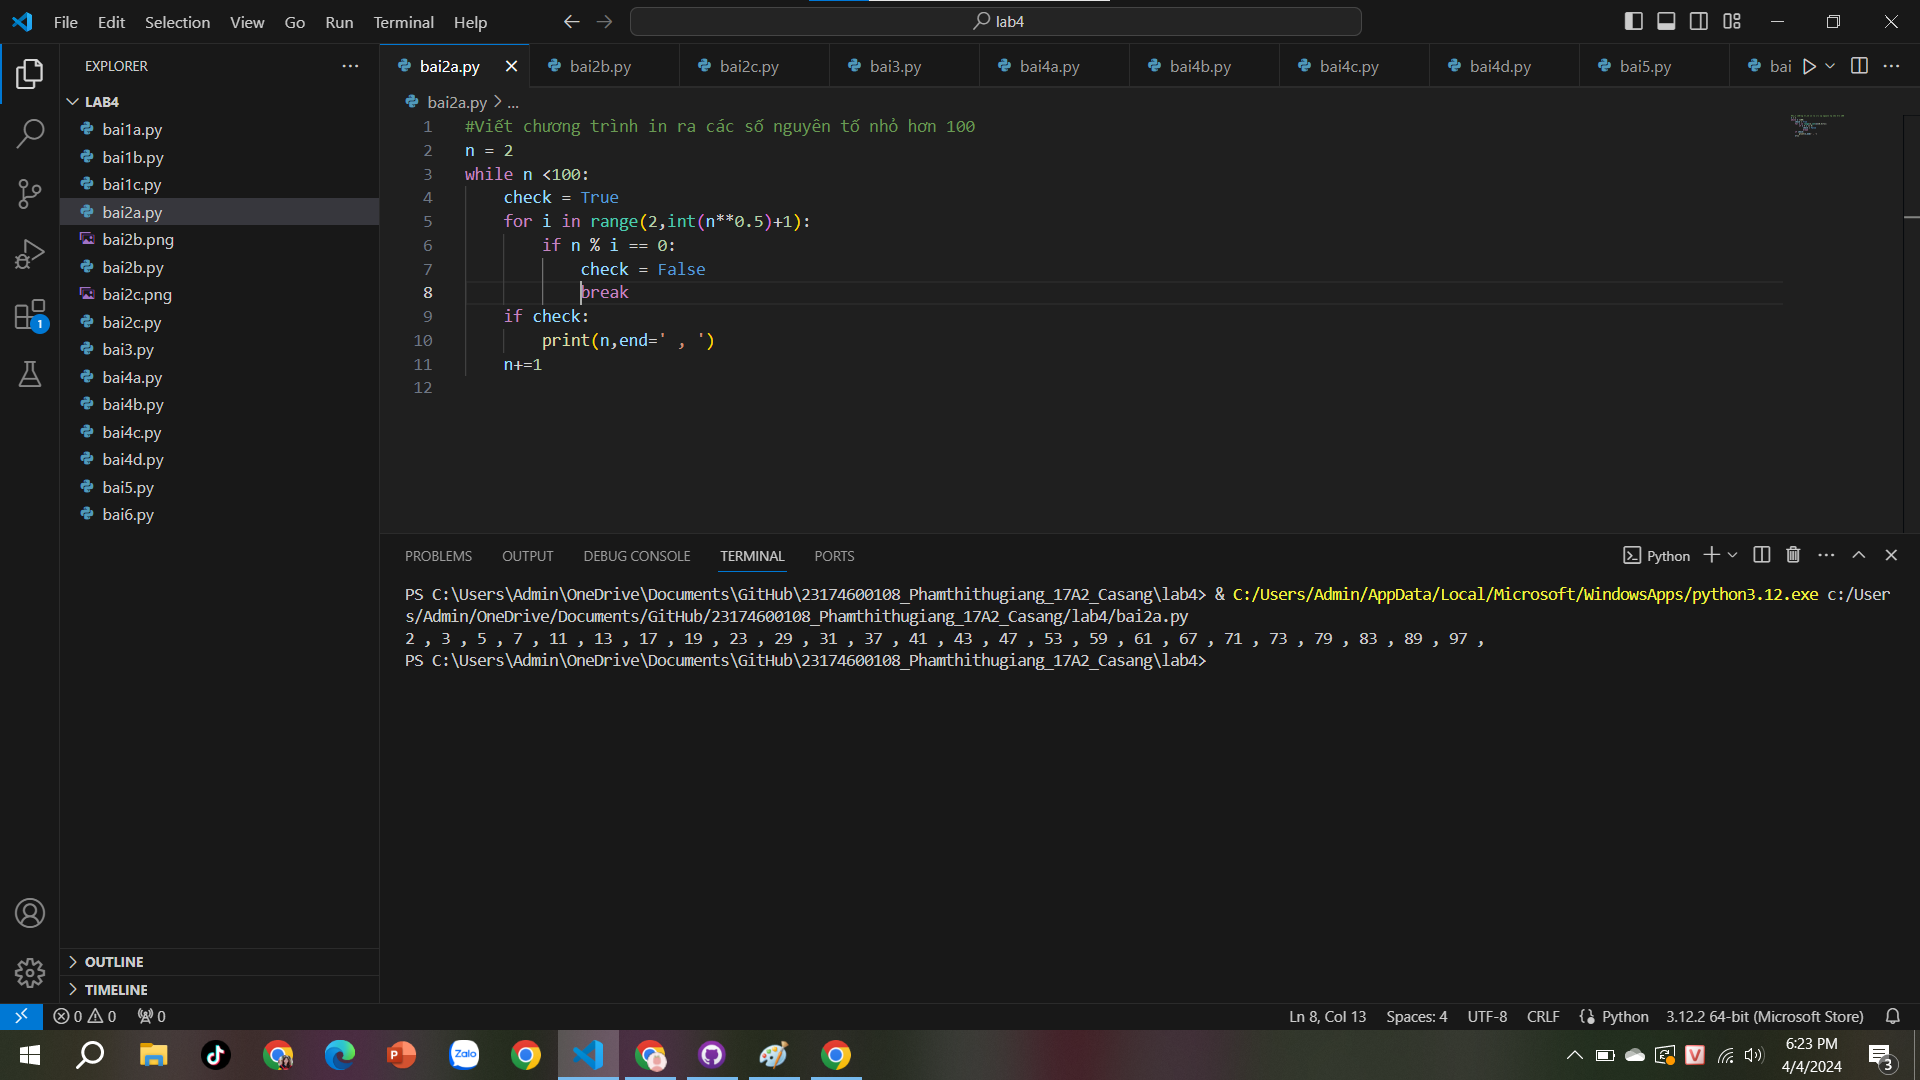 File Edit Selection View Go Run Terminal Help
lab4
EXPLORER
LAB4
bai1a.py
bai1b.py
bai1c.py
bai2a.py
bai2b.png
bai2b.py
bai2c.png
bai2c.py
bai3.py
bai4a.py
bai4b.py
bai4c.py
bai4d.py
bai5.py
bai6.py
OUTLINE
TIMELINE
bai2a.py bai2b.py bai2c.py bai3.py bai4a.py bai4b.py bai4c.py bai4d.py bai5.py bai
bai2a.py > ...
1 #Viết chương trình in ra các số nguyên tố nhỏ hơn 100
2 n = 2
3 while n <100:
4 check = True
5 for i in range(2,int(n**0.5)+1):
6 if n % i == 0:
7 check = False
8 break
9 if check:
10 print(n,end=' , ')
11 n+=1
12
PROBLEMS OUTPUT DEBUG CONSOLE TERMINAL PORTS
Python
PS C:\Users\Admin\OneDrive\Documents\GitHub\23174600108_Phamthithugiang_17A2_Casang\lab4> & C:/Users/Admin/AppData/Local/Microsoft/WindowsApps/python3.12.exe c:/User
s/Admin/OneDrive/Documents/GitHub/23174600108_Phamthithugiang_17A2_Casang/lab4/bai2a.py
2 , 3 , 5 , 7 , 11 , 13 , 17 , 19 , 23 , 29 , 31 , 37 , 41 , 43 , 47 , 53 , 59 , 61 , 67 , 71 , 73 , 79 , 83 , 89 , 97 ,
PS C:\Users\Admin\OneDrive\Documents\GitHub\23174600108_Phamthithugiang_17A2_Casang\lab4>
1
0 0 0
Ln 8, Col 13 Spaces: 4 UTF-8 CRLF Python 3.12.2 64-bit (Microsoft Store)
P
Zalo
V
6:23 PM
4/4/2024
3